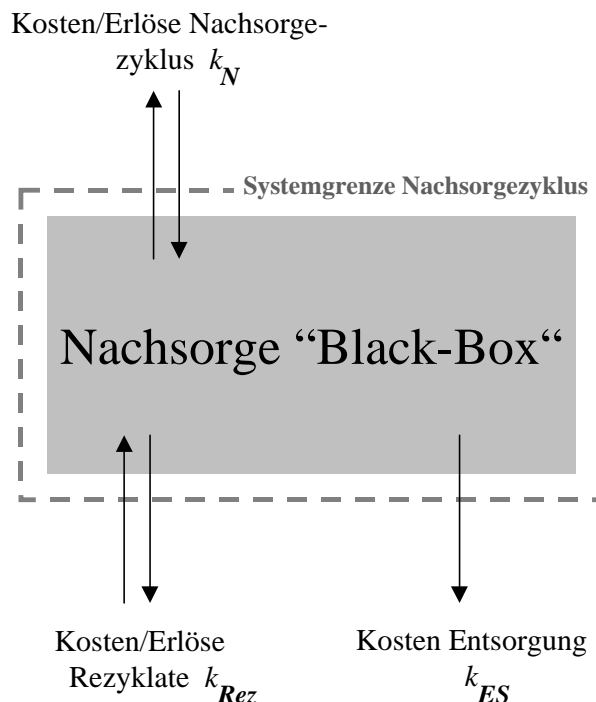 Kosten/Erlöse Nachsorge-
zyklus k_N
Systemgrenze Nachsorgezyklus
Nachsorge “Black-Box“
Kosten/Erlöse
Rezyklate k_Rez
Kosten Entsorgung
k_ES